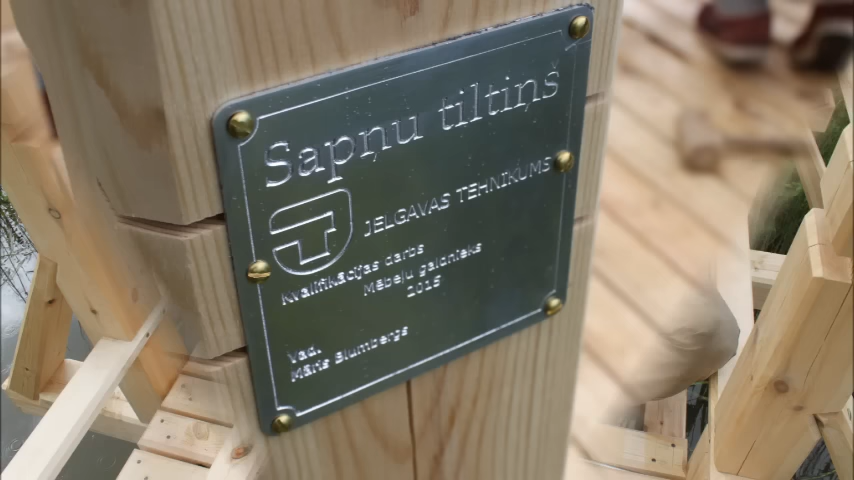 Sapņu tiltiņš
JELGAVAS TEHNIKUMS
Kvalifikācijas darbs
Mēbeļu galdnieks
2015
Vad.
Māris Blumbergs